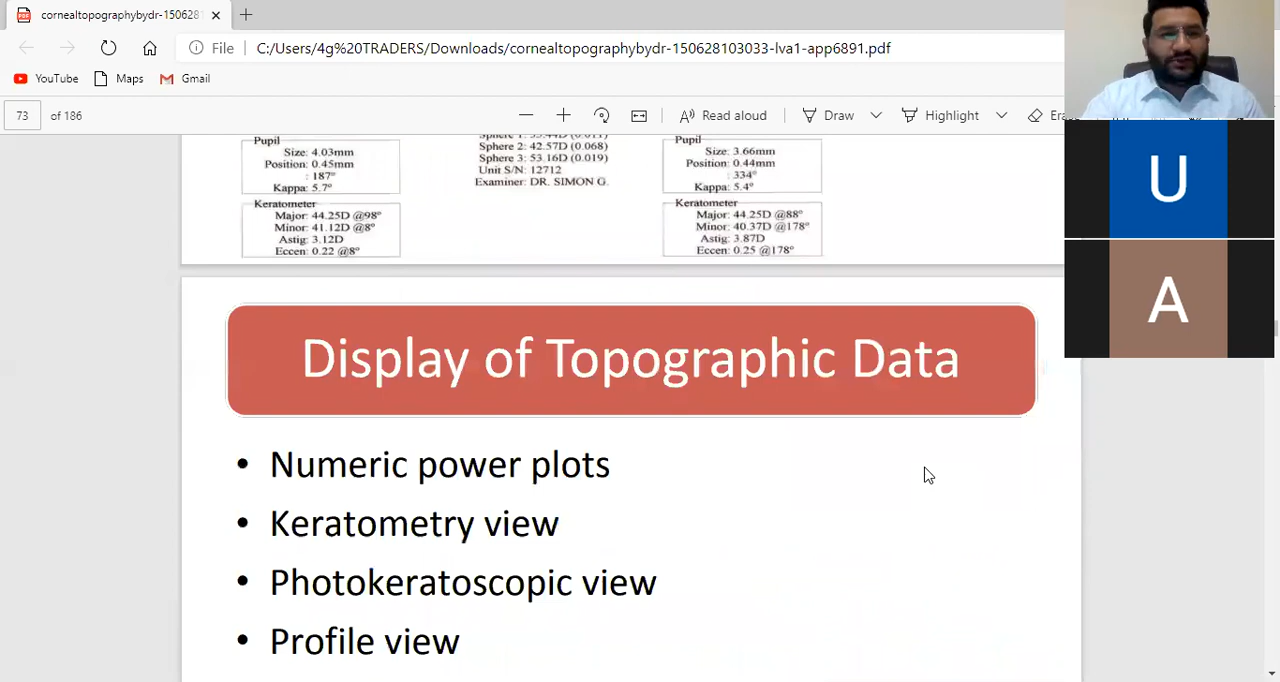 cornealtopographybydr-150628
C:/Users/4g%20TRADERS/Downloads/cornealtopographybydr-150628103033-lva1-app6891.pdf
File
YouTube
Maps
Gmail
73 of 186
Read aloud
Draw
Highlight
Pupil
Size: 4.03mm
Position: 0.45mm
: 187°
Kappa: 5.7°
Keratometer
Major: 44.25D @98°
Minor: 41.12D @8°
Astig: 3.12D
Eccen: 0.22 @8°
Sphere 2: 42.57D (0.068)
Sphere 3: 53.16D (0.019)
Unit S/N: 12712
Examiner: DR. SIMON G.
Pupil
Size: 3.66mm
Position: 0.44mm
: 334°
Kappa: 5.4°
Keratometer
Major: 44.25D @88°
Minor: 40.37D @178°
Astig: 3.87D
Eccen: 0.25 @178°
Display of Topographic Data
• Numeric power plots
• Keratometry view
• Photokeratoscopic view
• Profile view
U
A